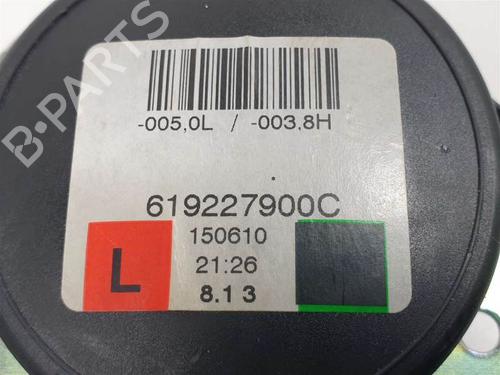 B-PARTS
-005,0L / -003,8H
619227900C
150610
L
21:26
8.1 3